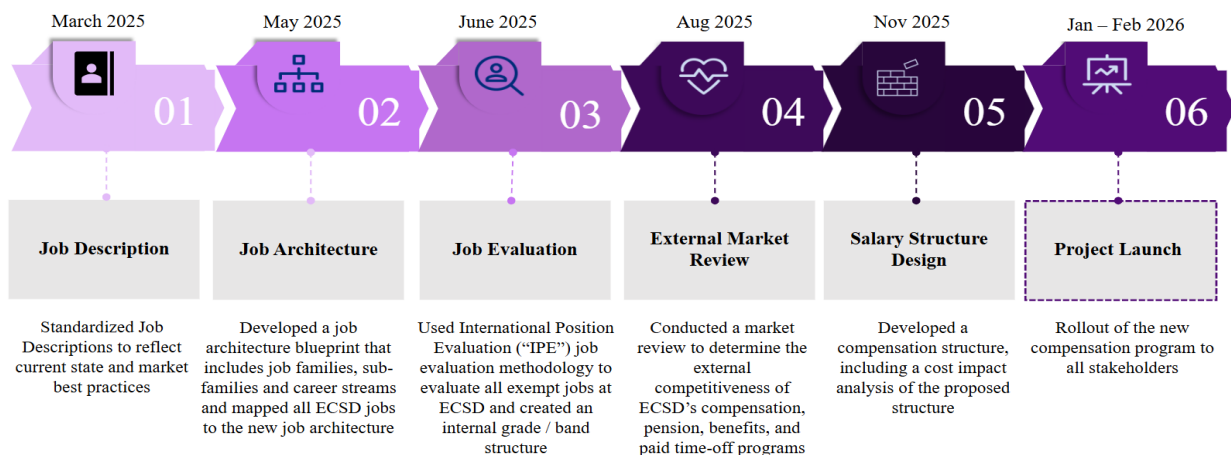 March 2025
May 2025
June 2025
Aug 2025
Nov 2025
Jan – Feb 2026
01
02
03
04
05
06
Job Description
Job Architecture
Job Evaluation
External Market
Review
Salary Structure
Design
Project Launch
Standardized Job
Descriptions to reflect
current state and market
best practices
Developed a job
architecture blueprint that
includes job families, sub-
families and career streams
and mapped all ECSD jobs
to the new job architecture
Used International Position
Evaluation (“IPE”) job
evaluation methodology to
evaluate all exempt jobs at
ECSD and created an
internal grade / band
structure
Conducted a market
review to determine the
external
competitiveness of
ECSD’s compensation,
pension, benefits, and
paid time-off programs
Developed a
compensation structure,
including a cost impact
analysis of the proposed
structure
Rollout of the new
compensation program to
all stakeholders